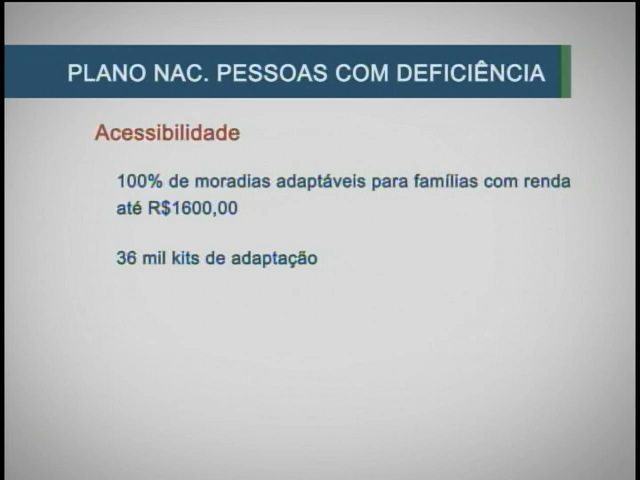 PLANO NAC. PESSOAS COM DEFICIÊNCIA
Acessibilidade
100% de moradias adaptáveis para famílias com renda
até R$1600,00
36 mil kits de adaptação